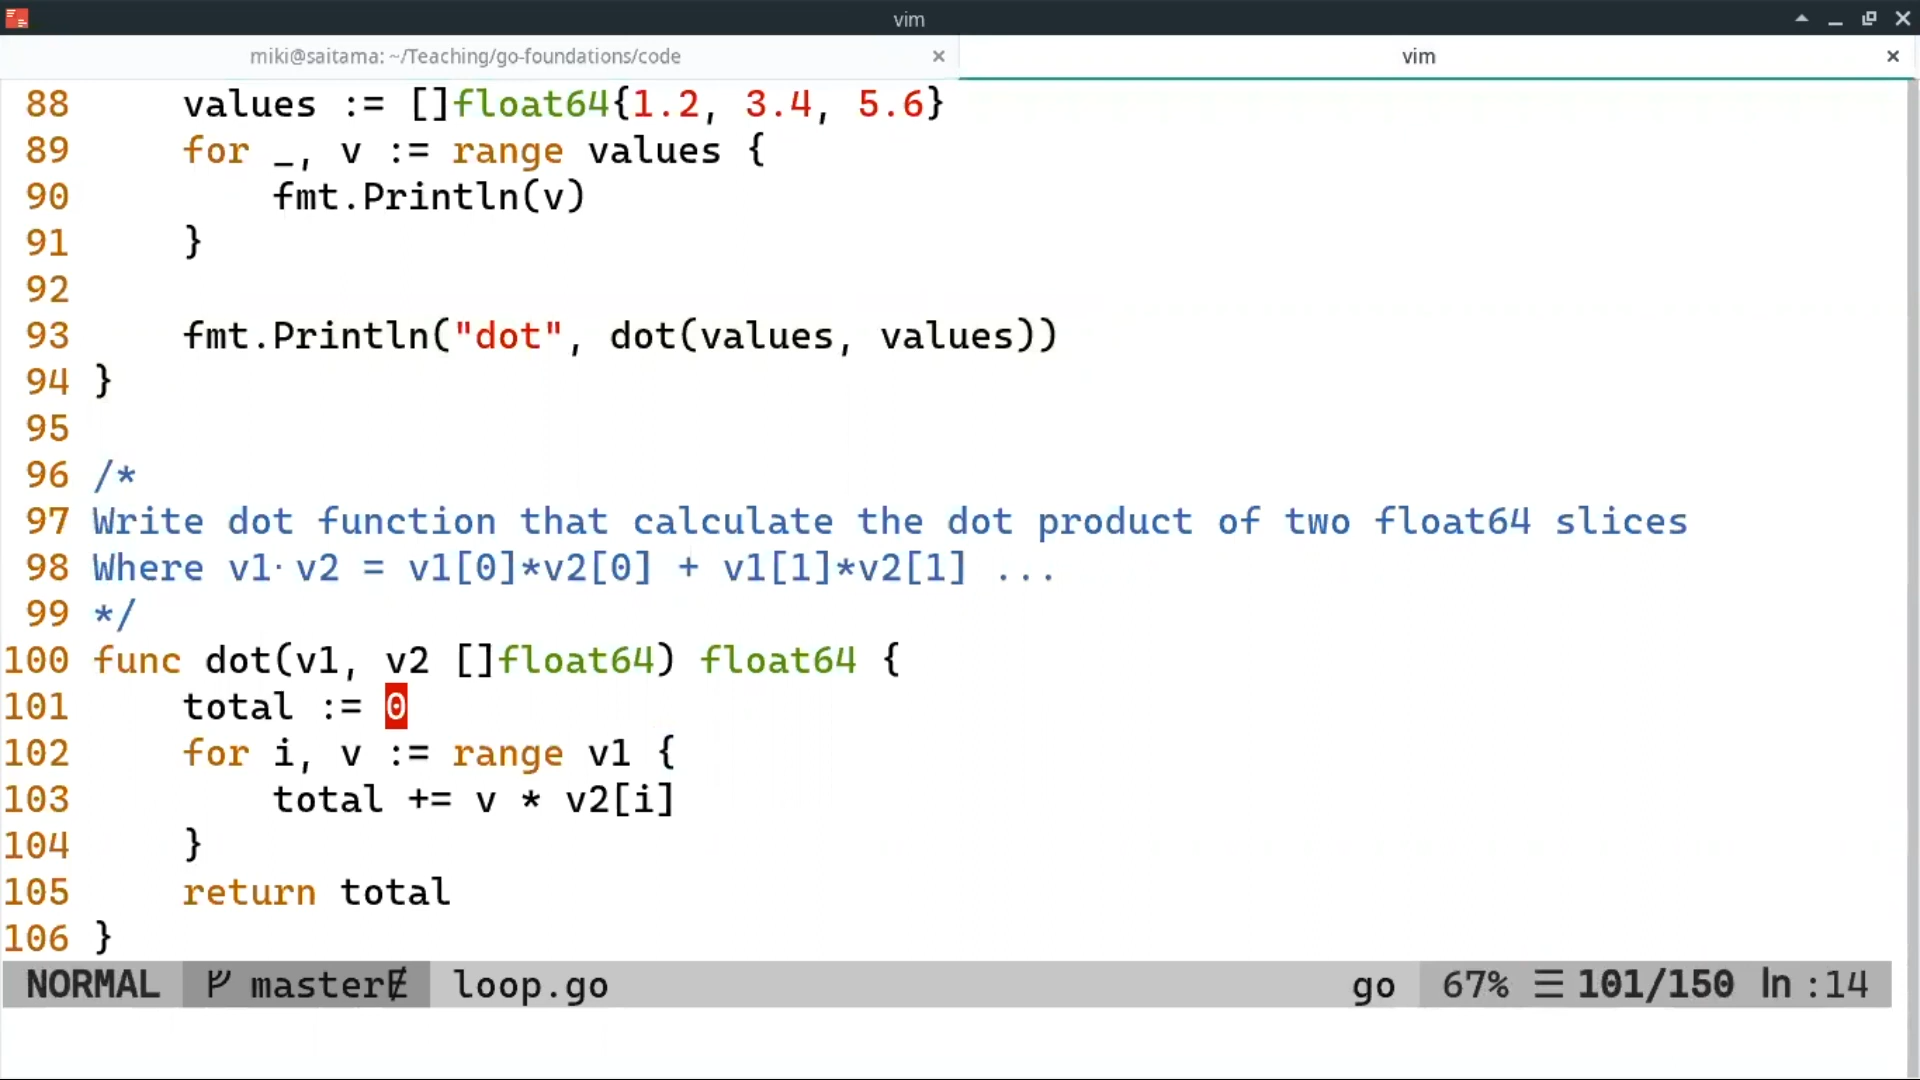 vim
miki@saitama: ~/Teaching/go-foundations/code
vim
88 values := []float64{1.2, 3.4, 5.6}
89 for _, v := range values {
90 fmt.Println(v)
91 }
92
93 fmt.Println("dot", dot(values, values))
94 }
95
96 /*
97 Write dot function that calculate the dot product of two float64 slices
98 Where v1· v2 = v1[0]*v2[0] + v1[1]*v2[1] ...
99 */
100 func dot(v1, v2 []float64) float64 {
101 total := 0
102 for i, v := range v1 {
103 total += v * v2[i]
104 }
105 return total
106 }
NORMAL master loop.go go 67% ☰ 101/150 ln :14